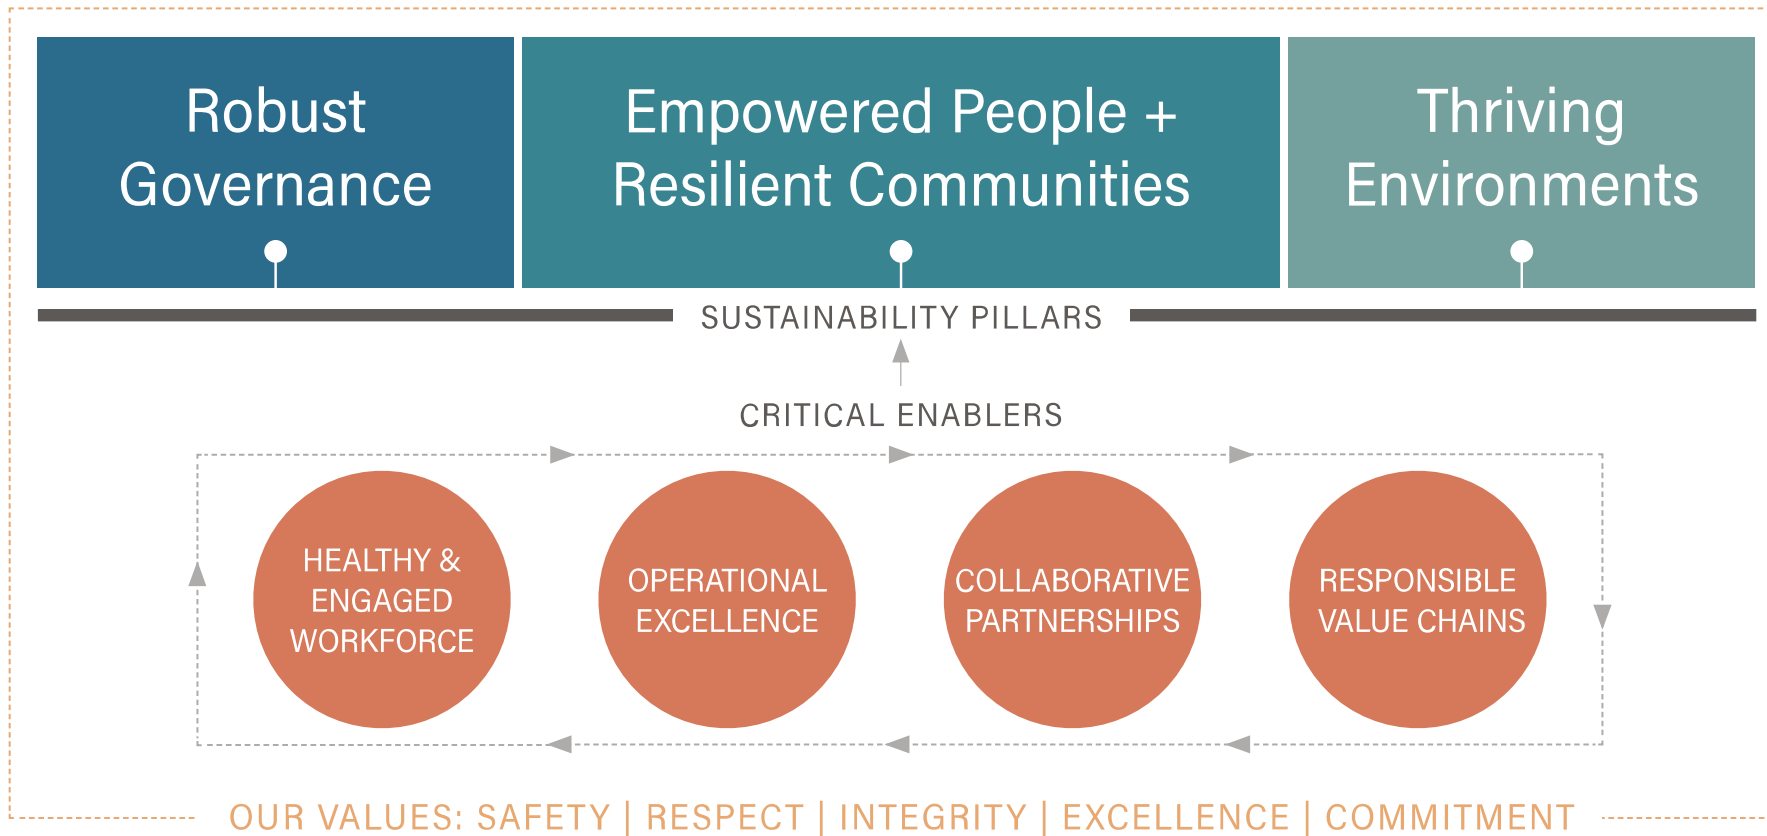 Robust
Governance
Empowered People +
Resilient Communities
Thriving
Environments
SUSTAINABILITY PILLARS
CRITICAL ENABLERS
HEALTHY &
ENGAGED
WORKFORCE
OPERATIONAL
EXCELLENCE
COLLABORATIVE
PARTNERSHIPS
RESPONSIBLE
VALUE CHAINS
OUR VALUES: SAFETY | RESPECT | INTEGRITY | EXCELLENCE | COMMITMENT